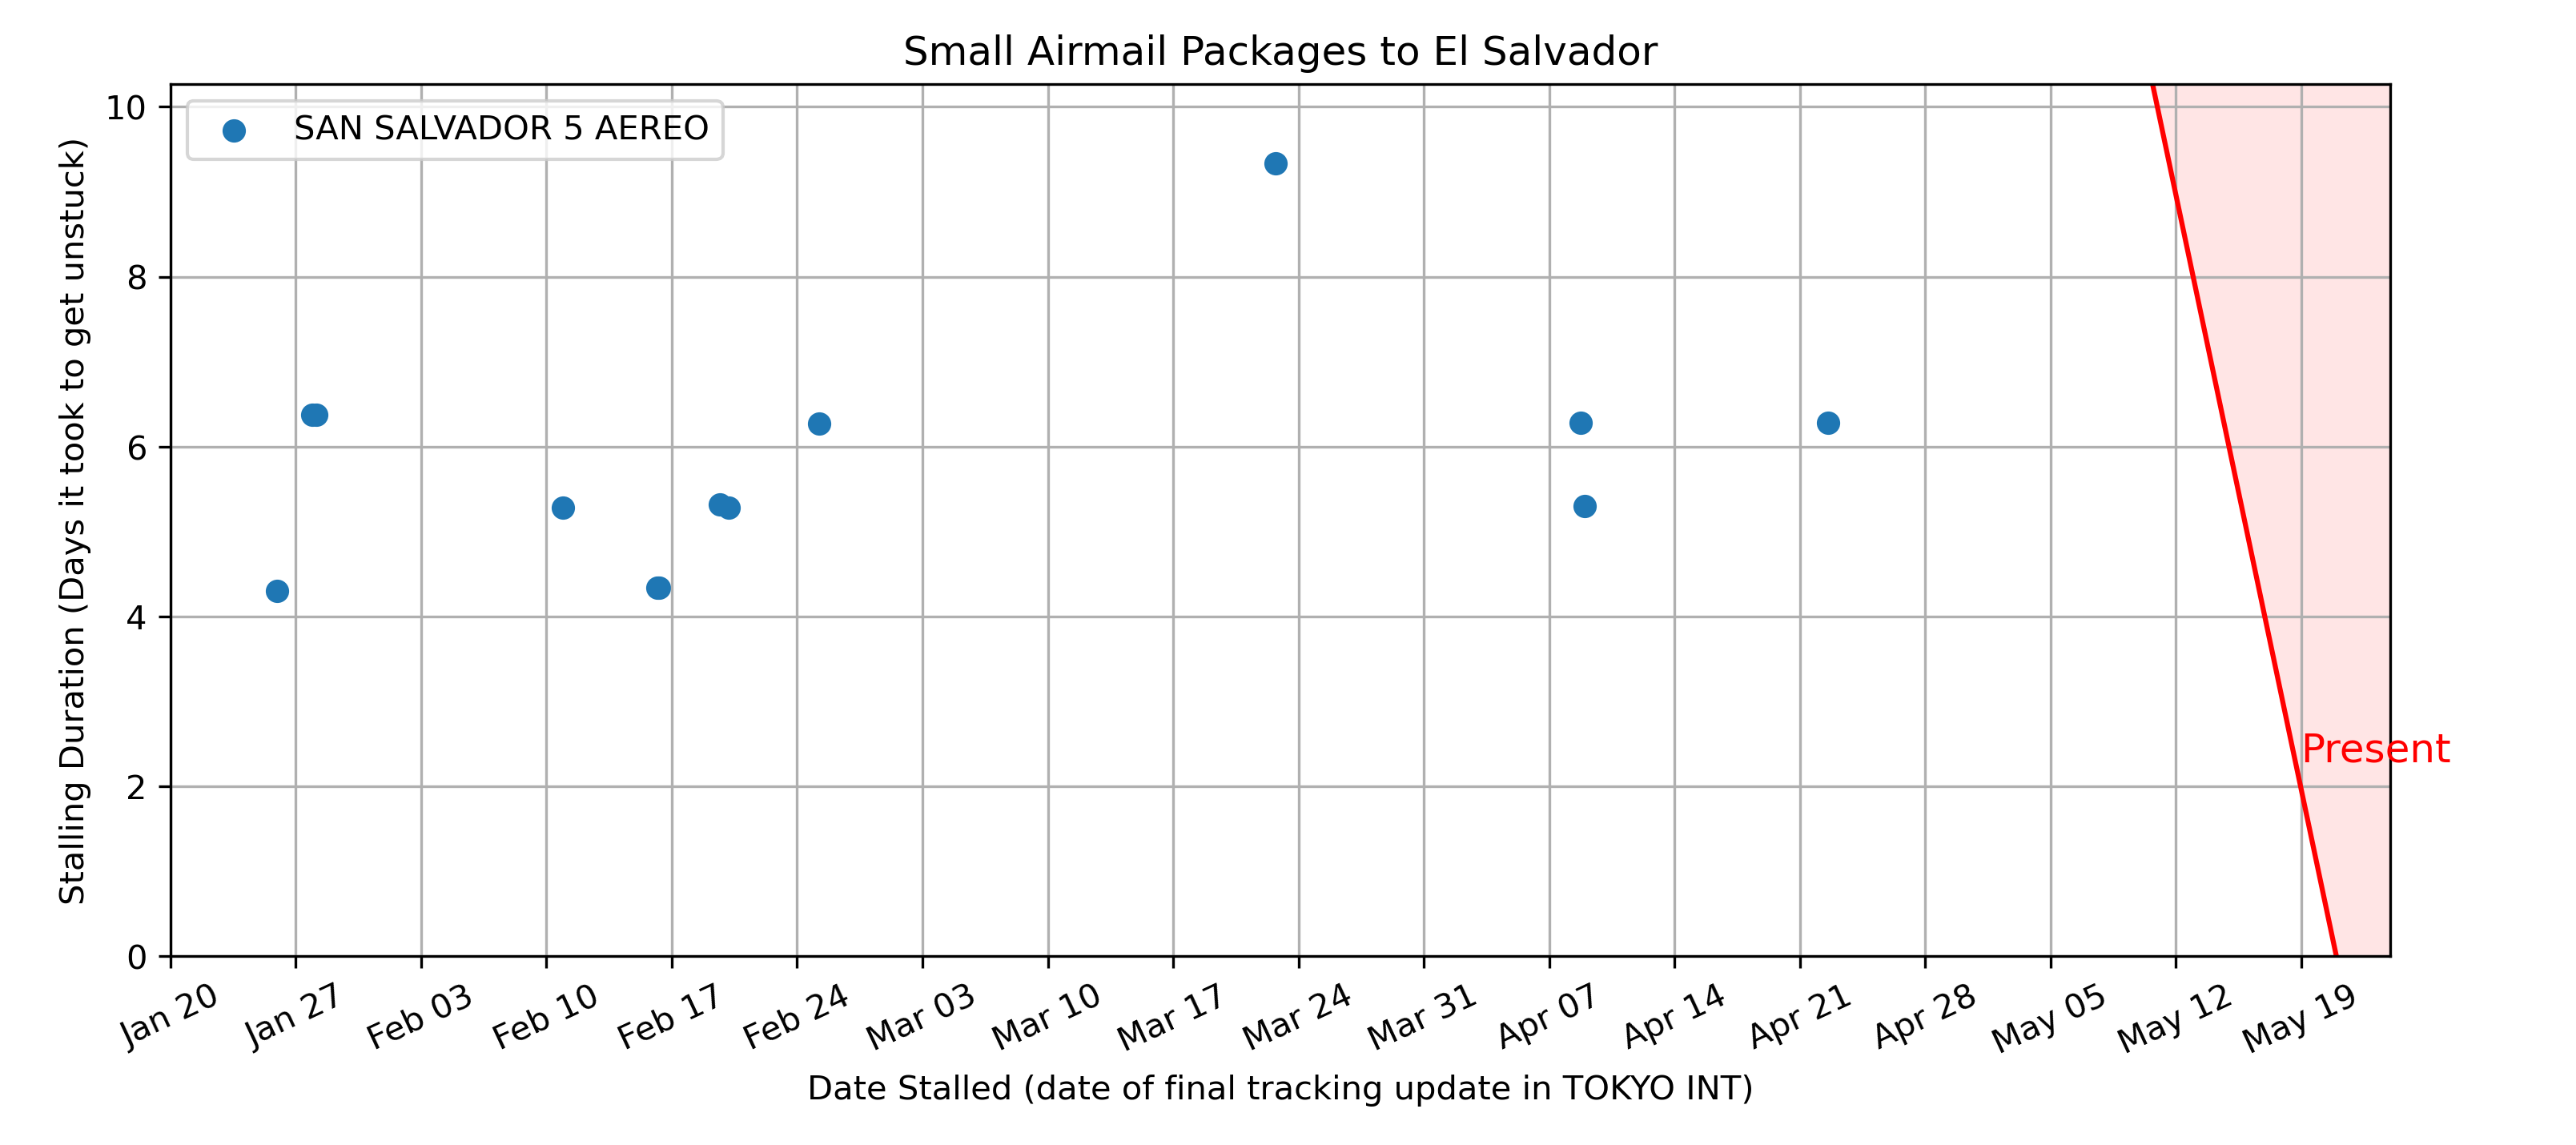 Small Airmail Packages to El Salvador
SAN SALVADOR 5 AEREO
Stalling Duration (Days it took to get unstuck)
10
8
6
4
2
0
Present
Jan 20
Jan 27
Feb 03
Feb 10
Feb 17
Feb 24
Mar 03
Mar 10
Mar 17
Mar 24
Mar 31
Apr 07
Apr 14
Apr 21
Apr 28
May 05
May 12
May 19
Date Stalled (date of final tracking update in TOKYO INT)